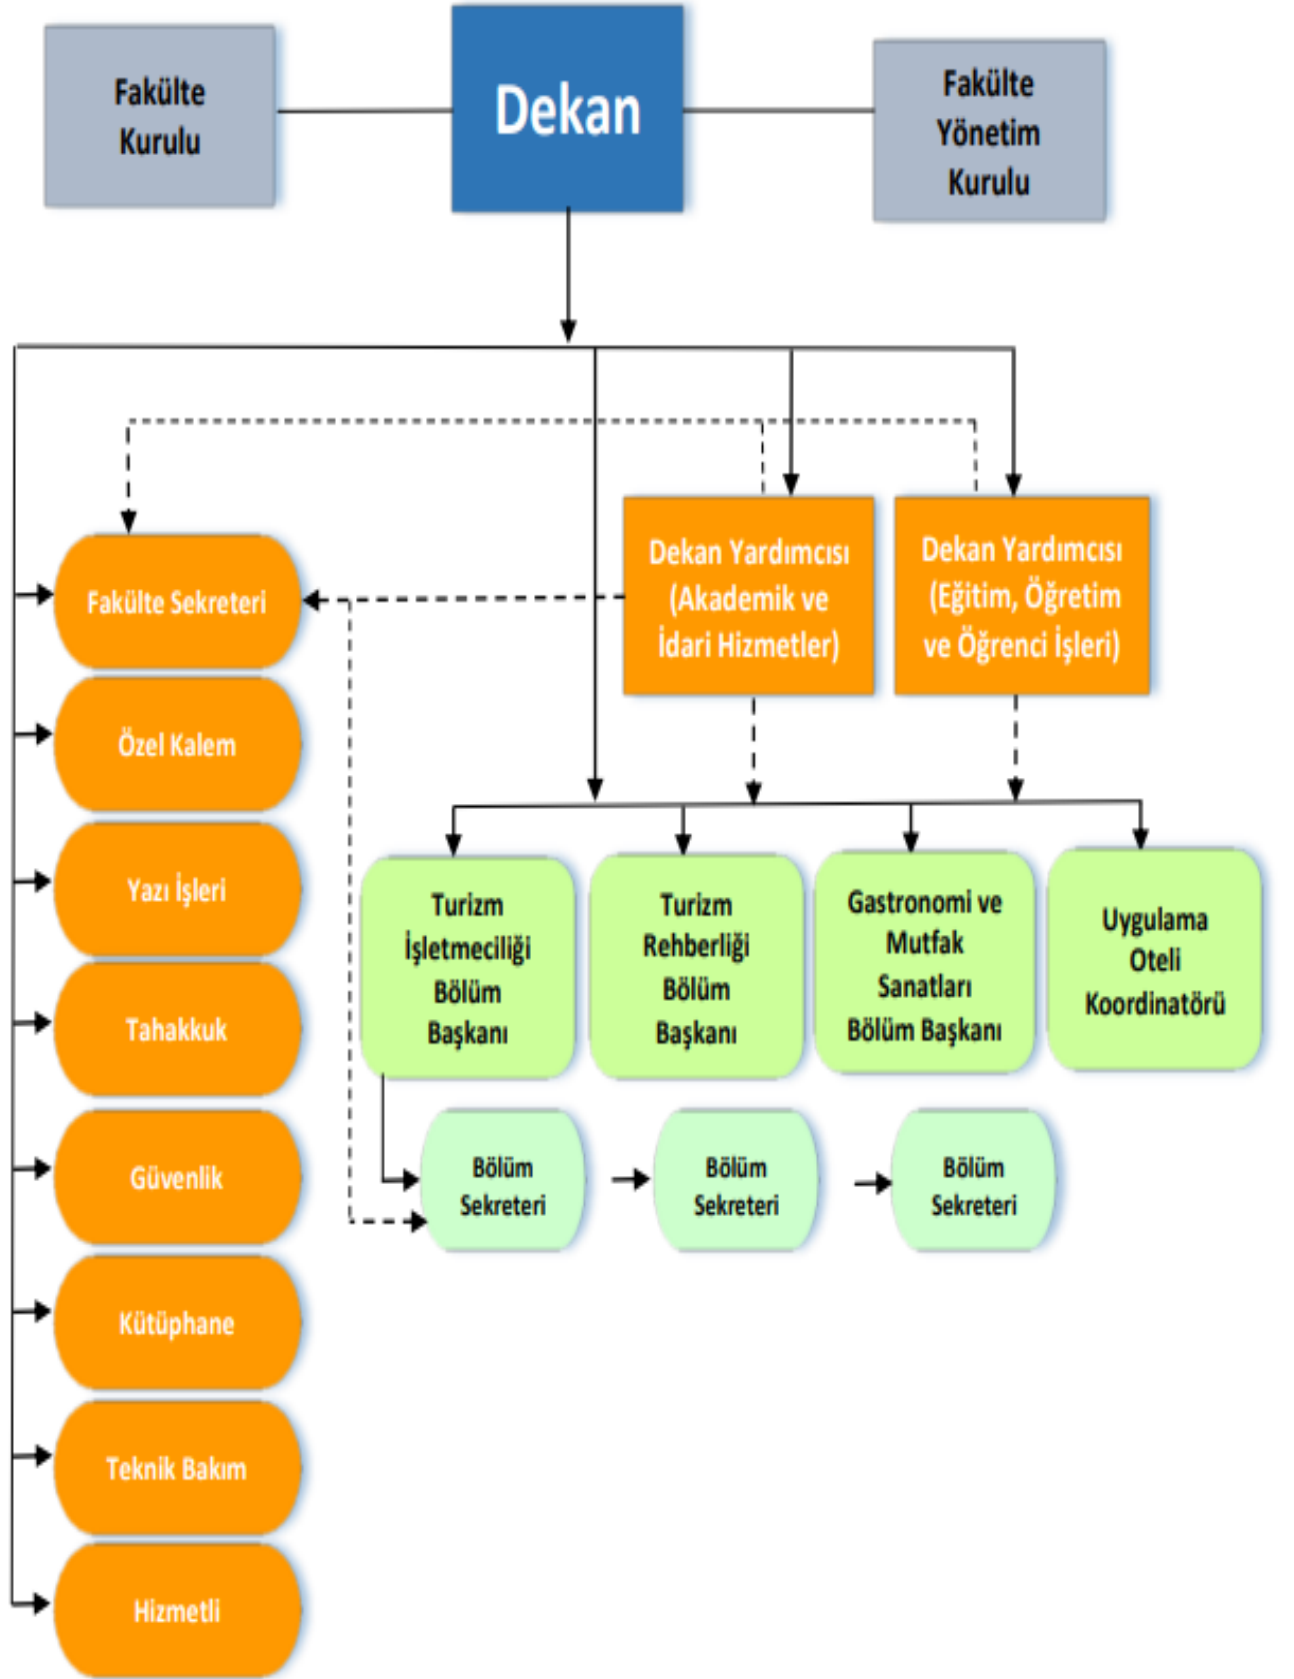 Fakülte
Kurulu
Dekan
Fakülte
Yönetim
Kurulu
Dekan Yardımcısı
(Akademik ve
İdari Hizmetler)
Dekan Yardımcısı
(Eğitim, Öğretim
ve Öğrenci İşleri)
Fakülte Sekreteri
Özel Kalem
Yazı İşleri
Tahakkuk
Güvenlik
Kütüphane
Teknik Bakım
Hizmetli
Turizm
İşletmeciliği
Bölüm
Başkanı
Turizm
Rehberliği
Bölüm
Başkanı
Gastronomi ve
Mutfak
Sanatları
Bölüm Başkanı
Uygulama
Oteli
Koordinatörü
Bölüm
Sekreteri
Bölüm
Sekreteri
Bölüm
Sekreteri